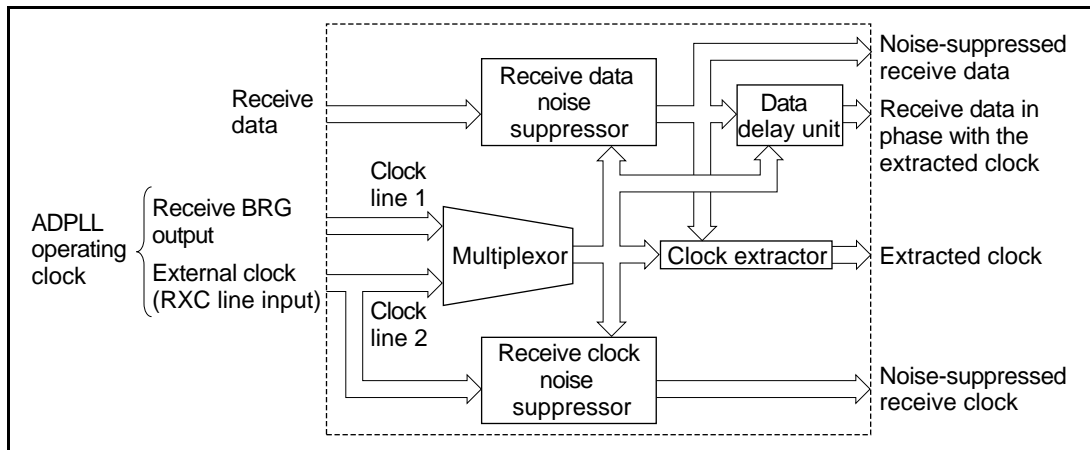 Noise-suppressed
receive data
Receive data
noise
suppressor
Receive
data
Data
delay unit
Receive data in
phase with the
extracted clock
Clock
line 1
ADPLL
operating
clock
Receive BRG
output
External clock
(RXC line input)
Multiplexor
Clock extractor
Extracted clock
Clock
line 2
Receive clock
noise
suppressor
Noise-suppressed
receive clock